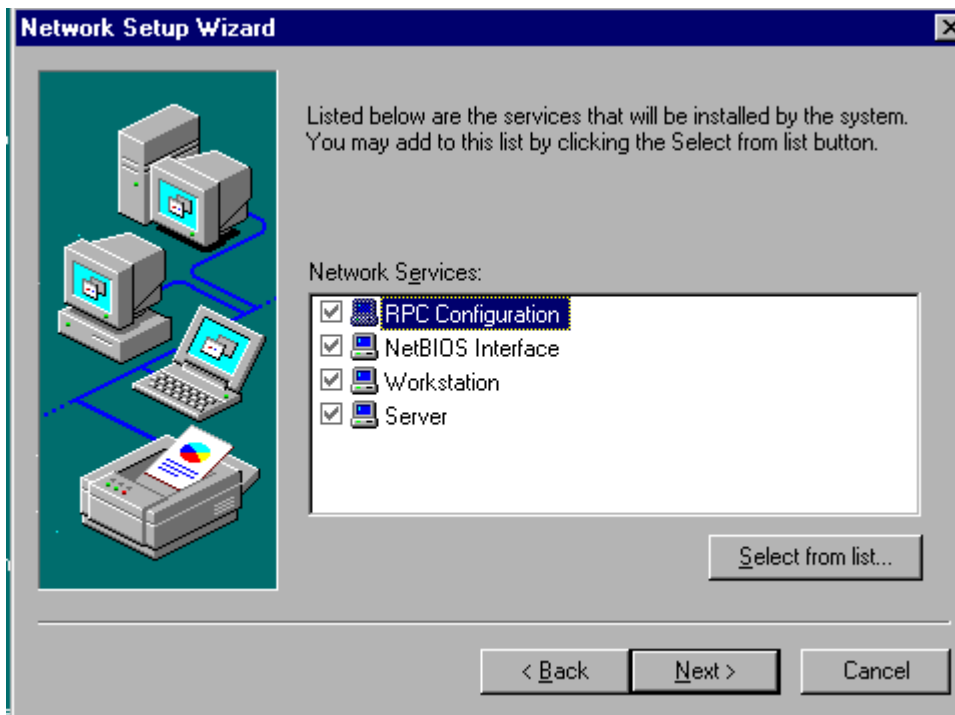 Network Setup Wizard
Listed below are the services that will be installed by the system.
You may add to this list by clicking the Select from list button.
Network Services:
RPC Configuration
NetBIOS Interface
Workstation
Server
Select from list...
< Back
Next >
Cancel